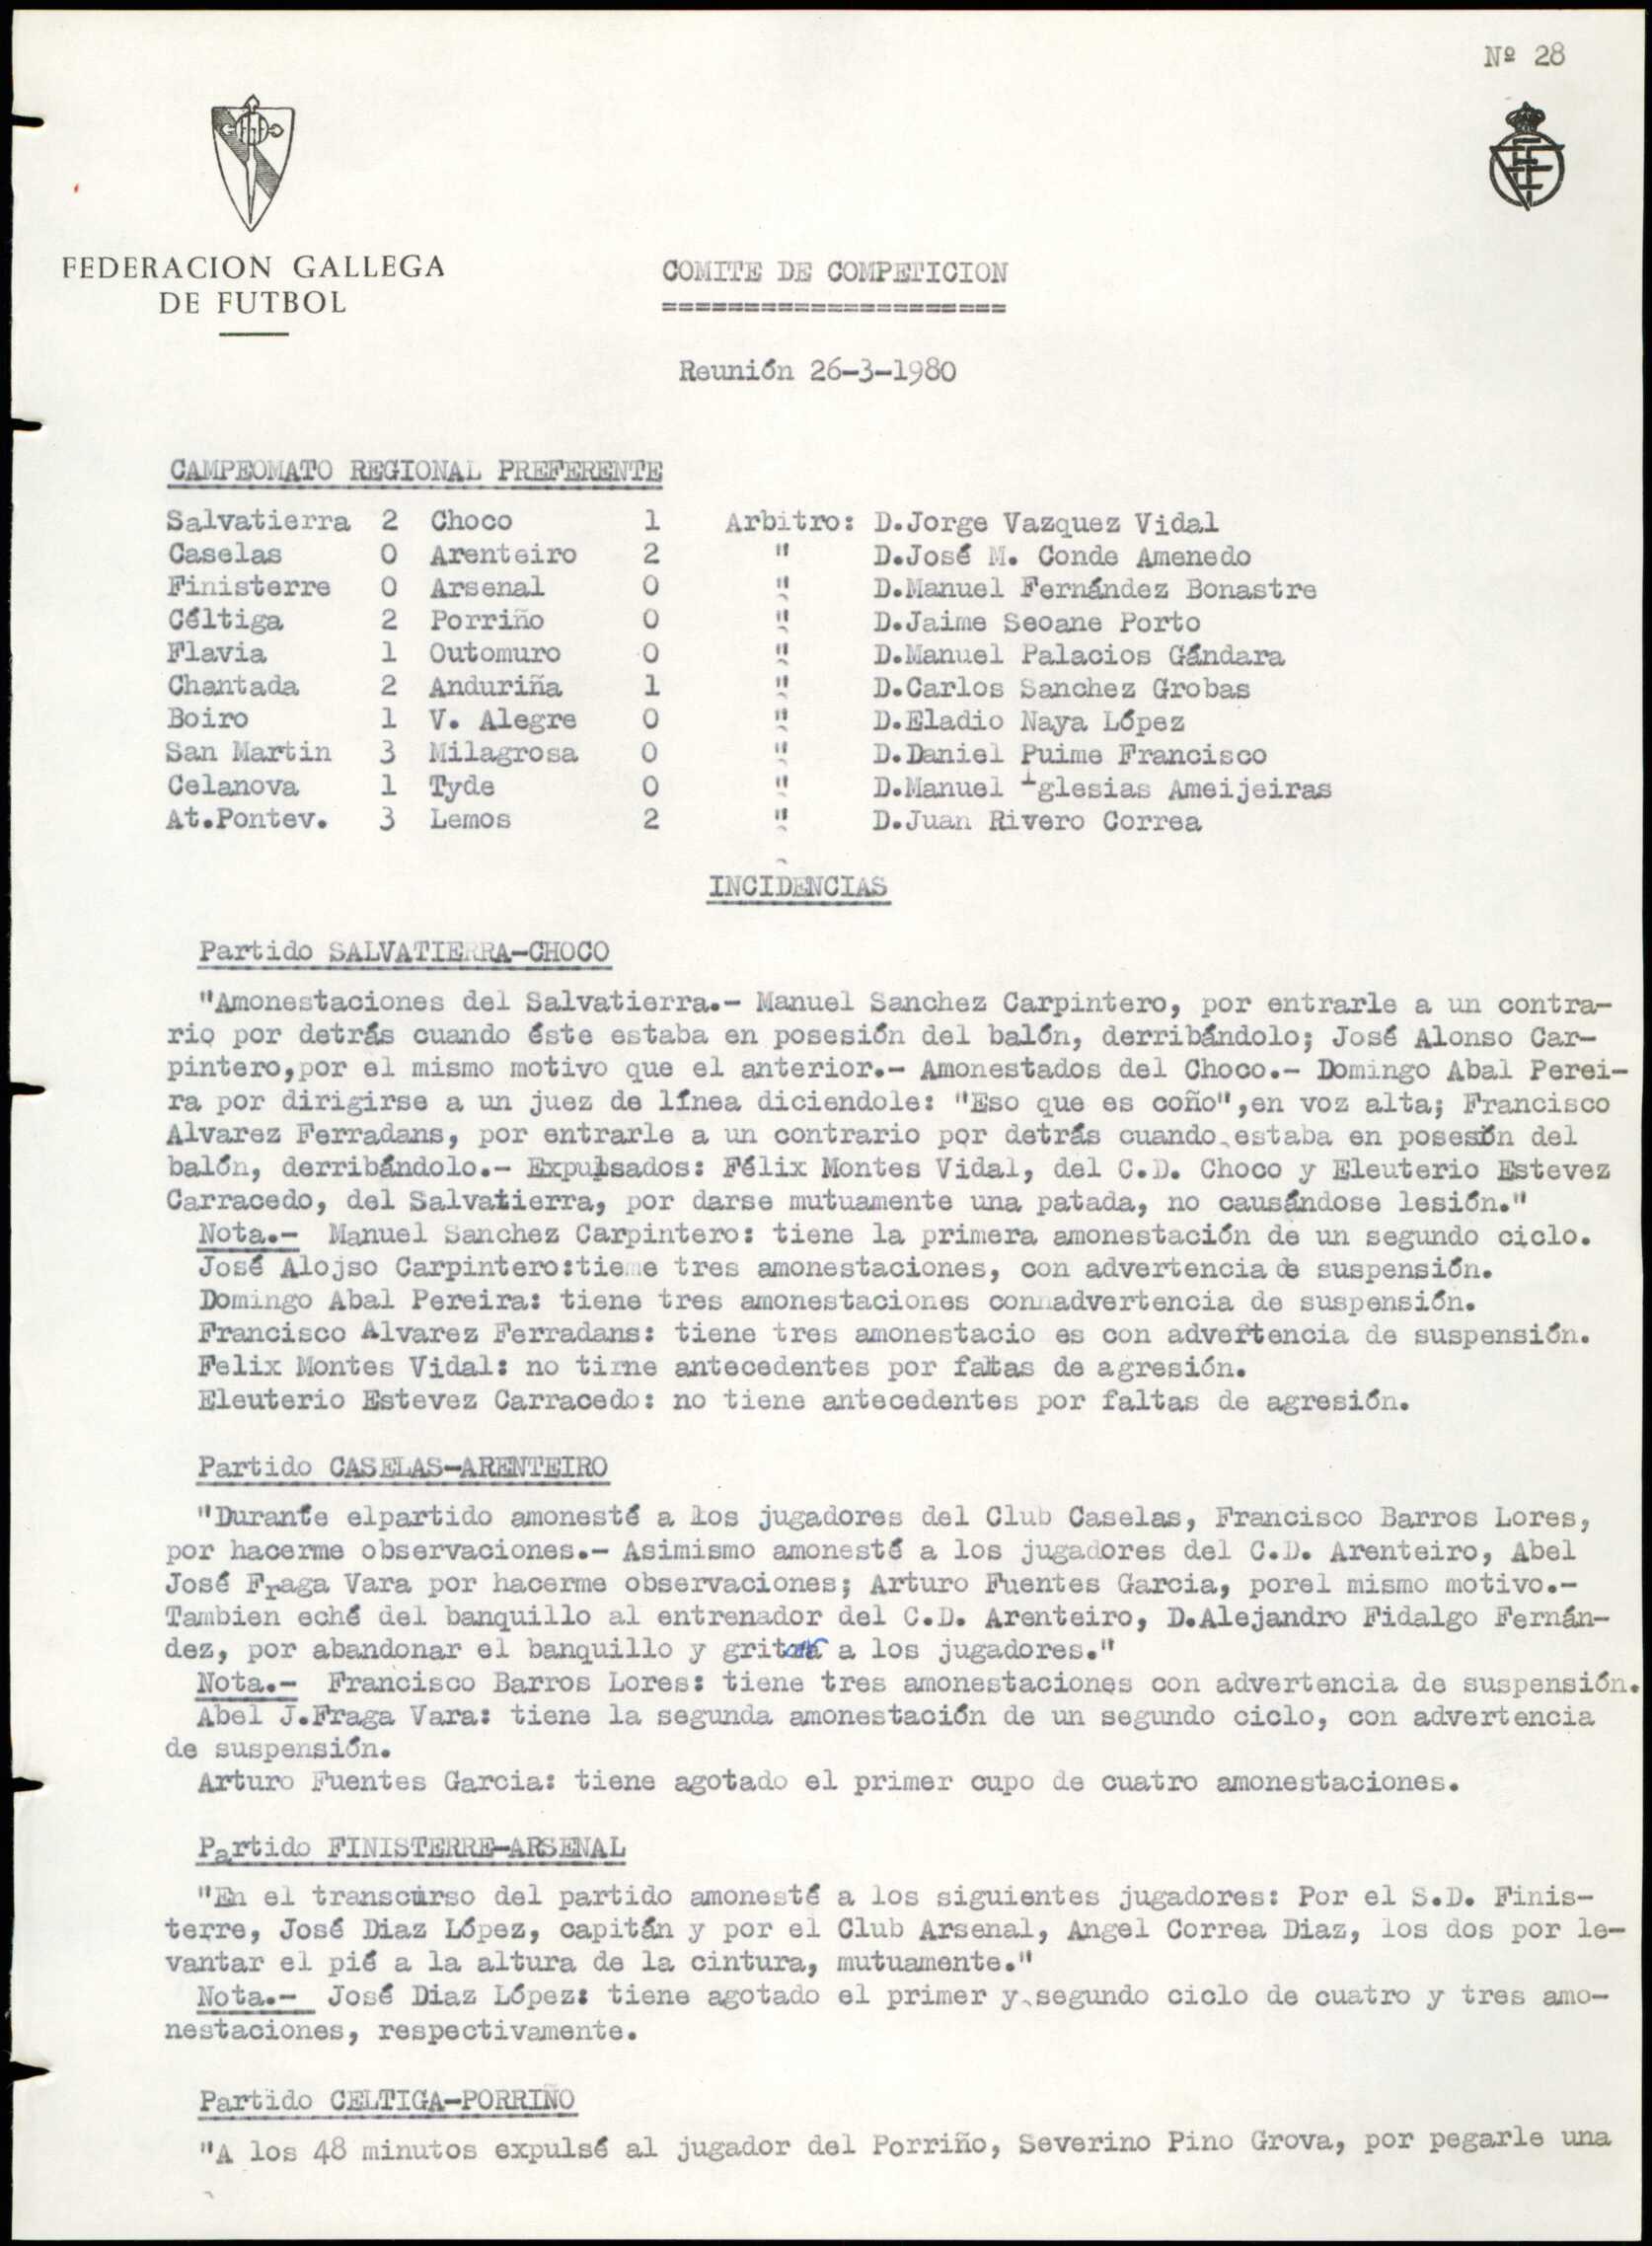 Nº 28
FEDERACION GALLEGA
DE FUTBOL
COMITE DE COMPETICION
=====================
Reunión 26-3-1980
CAMPEOMATO REGIONAL PREFERENTE
Salvatierra 2 Choco 1 Arbitro: D.Jorge Vazquez Vidal
Caselas 0 Arenteiro 2 " D.José M. Conde Amenedo
Finisterre 0 Arsenal 0 " D.Manuel Fernández Bonastre
Céltiga 2 Porriño 0 " D.Jaime Seoane Porto
Flavia 1 Outomuro 0 " D.Manuel Palacios Gándara
Chantada 2 Anduriña 1 " D.Carlos Sanchez Grobas
Boiro 1 V. Alegre 0 " D.Eladio Naya López
San Martin 3 Milagrosa 0 " D.Daniel Puime Francisco
Celanova 1 Tyde 0 " D.Manuel Iglesias Ameijeiras
At.Pontev. 3 Lemos 2 " D.Juan Rivero Correa
INCIDENCIAS
Partido SALVATIERRA-CHOCO
"Amonestaciones del Salvatierra.- Manuel Sanchez Carpintero, por entrarle a un contra-
rio por detrás cuando éste estaba en posesión del balón, derribándolo; José Alonso Car-
pintero,por el mismo motivo que el anterior.- Amonestados del Choco.- Domingo Abal Perei-
ra por dirigirse a un juez de línea diciendole: "Eso que es coño",en voz alta; Francisco
Alvarez Ferradans, por entrarle a un contrario por detrás cuando estaba en posesión del
balón, derribándolo.- Expulsados: Félix Montes Vidal, del C.D. Choco y Eleuterio Estevez
Carracedo, del Salvatierra, por darse mutuamente una patada, no causándose lesión."
Nota.- Manuel Sanchez Carpintero: tiene la primera amonestación de un segundo ciclo.
José Alojso Carpintero:tieme tres amonestaciones, con advertencia de suspensión.
Domingo Abal Pereira: tiene tres amonestaciones connadvertencia de suspensión.
Francisco Alvarez Ferradans: tiene tres amonestacio es con advertencia de suspensión.
Felix Montes Vidal: no tirne antecedentes por faltas de agresión.
Eleuterio Estevez Carracedo: no tiene antecedentes por faltas de agresión.
Partido CASELAS-ARENTEIRO
"Durante elpartido amonesté a los jugadores del Club Caselas, Francisco Barros Lores,
por hacerme observaciones.- Asimismo amonesté a los jugadores del C.D. Arenteiro, Abel
José Fraga Vara por hacerme observaciones; Arturo Fuentes Garcia, porel mismo motivo.-
Tambien eché del banquillo al entrenador del C.D. Arenteiro, D.Alejandro Fidalgo Fernán-
dez, por abandonar el banquillo y gritar a los jugadores."
Nota.- Francisco Barros Lores: tiene tres amonestaciones con advertencia de suspensión.
Abel J.Fraga Vara: tiene la segunda amonestación de un segundo ciclo, con advertencia
de suspensión.
Arturo Fuentes Garcia: tiene agotado el primer cupo de cuatro amonestaciones.
Partido FINISTERRE-ARSENAL
"En el transcurso del partido amonesté a los siguientes jugadores: Por el S.D. Finis-
terre, José Diaz López, capitán y por el Club Arsenal, Angel Correa Diaz, los dos por le-
vantar el pié a la altura de la cintura, mutuamente."
Nota.- José Diaz López: tiene agotado el primer y segundo ciclo de cuatro y tres amo-
nestaciones, respectivamente.
Partido CELTIGA-PORRIÑO
"A los 48 minutos expulsé al jugador del Porriño, Severino Pino Grova, por pegarle una